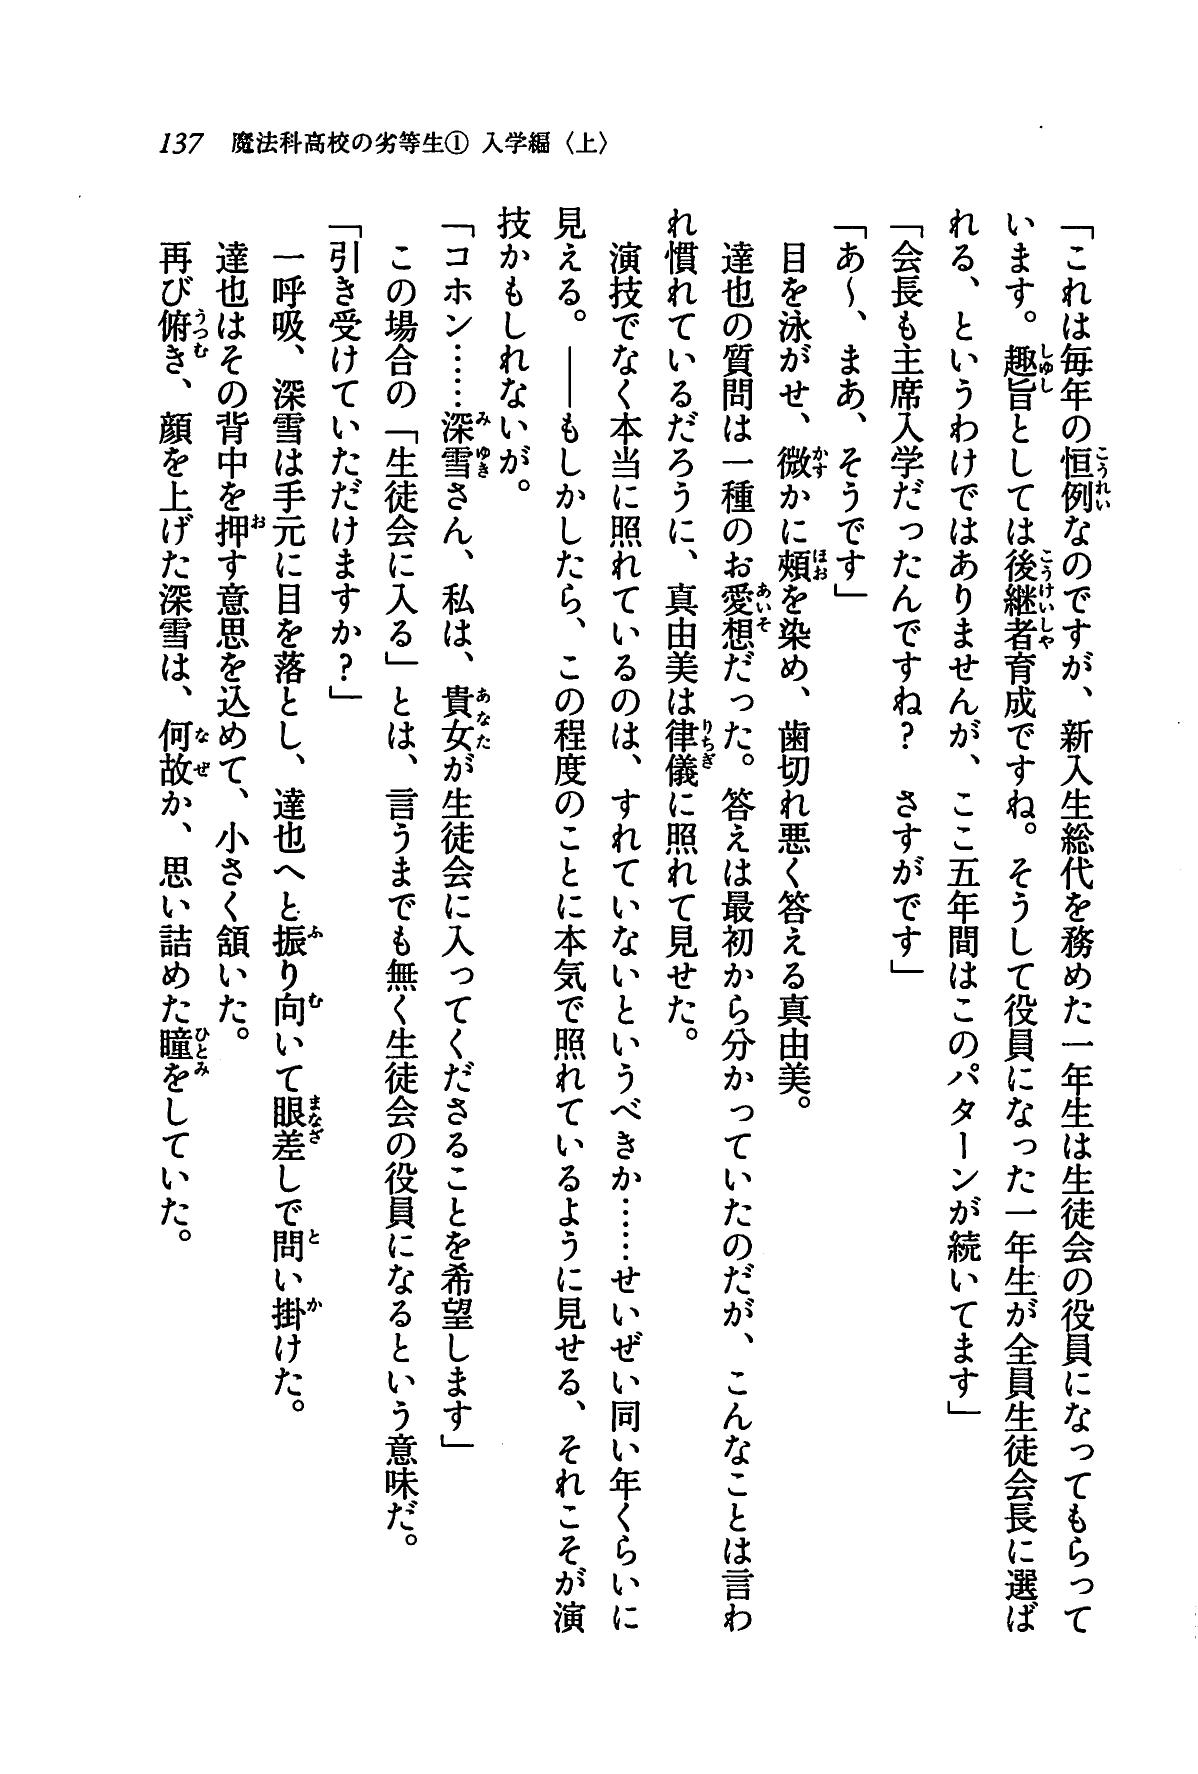 137 魔法科高校の劣等生① 入学編〈上〉
「これは毎年の恒例なのですが、新入生総代を務めた一年生は生徒会の役員になってもらって
います。趣旨としては後継者育成ですね。そうして役員になった一年生が全員生徒会長に選ば
れる、というわけではありませんが、ここ五年間はこのパターンが続いてます」
「会長も主席入学だったんですね? さすがです」
「あ〜、まあ、そうです」
目を泳がせ、微かに頰を染め、歯切れ悪く答える真由美。
達也の質問は一種のお愛想だった。答えは最初から分かっていたのだが、こんなことは言わ
れ慣れているだろうに、真由美は律儀に照れて見せた。
演技でなく本当に照れているのは、すれていないというべきか……せいぜい同い年くらいに
見える。――もしかしたら、この程度のことに本気で照れているように見せる、それこそが演
技かもしれないが。
「コホン……深雪さん、私は、貴女が生徒会に入ってくださることを希望します」
この場合の「生徒会に入る」とは、言うまでも無く生徒会の役員になるという意味だ。
「引き受けていただけますか?」
一呼吸、深雪は手元に目を落とし、達也へと振り向いて眼差しで問い掛けた。
達也はその背中を押す意思を込めて、小さく頷いた。
再び俯き、顔を上げた深雪は、何故か、思い詰めた瞳をしていた。